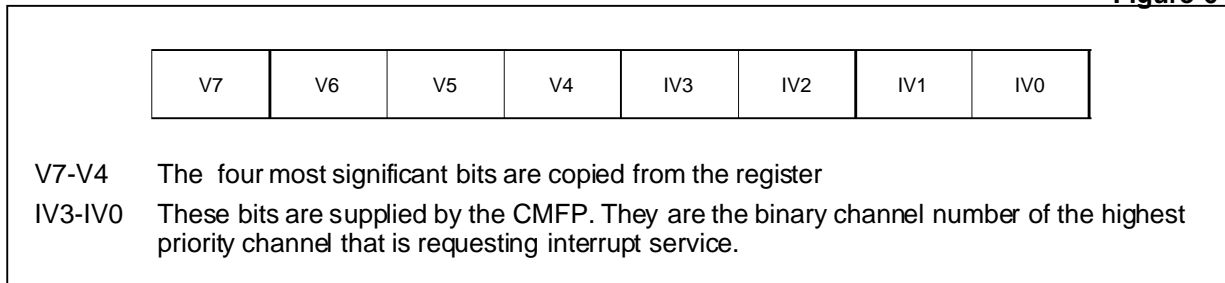 V7 V6 V5 V4 IV3 IV2 IV1 IV0
V7-V4 The four most significant bits are copied from the register
IV3-IV0 These bits are supplied by the CMFP. They are the binary channel number of the highest
priority channel that is requesting interrupt service.